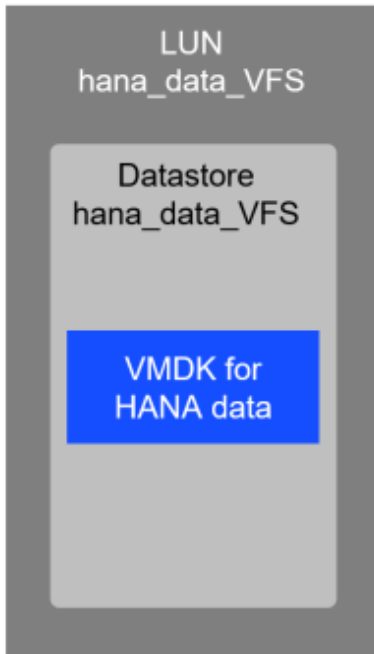 LUN
hana_data_VFS
Datastore
hana_data_VFS
VMDK for
HANA data